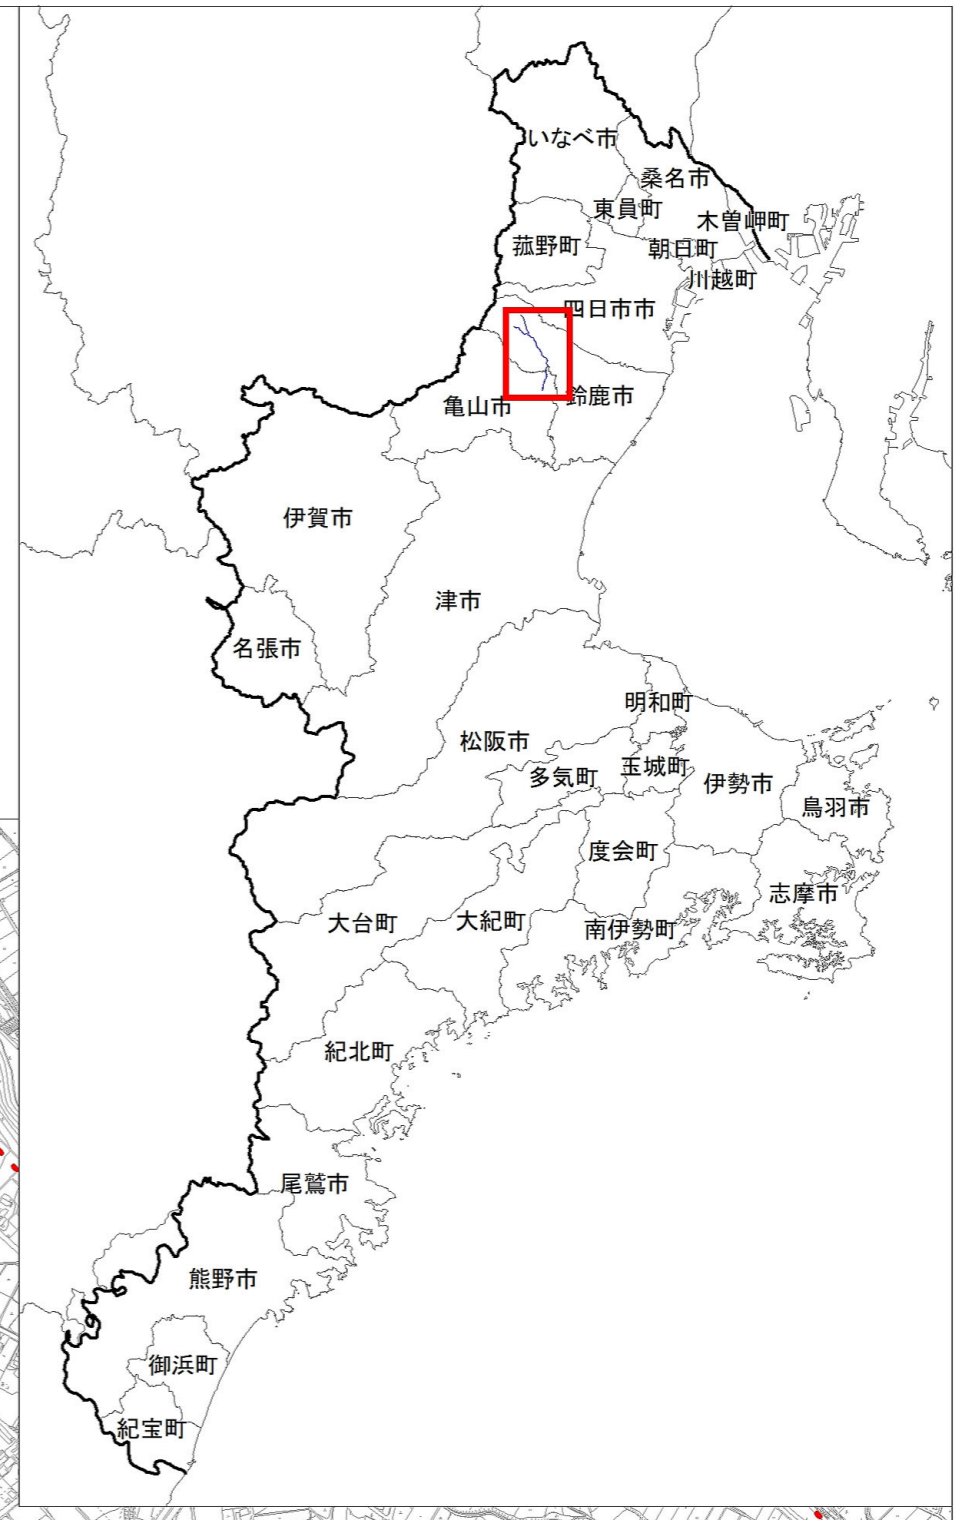 いなべ市
桑名市
東員町
木曽岬町
菰野町
朝日町
川越町
四日市市
鈴鹿市
亀山市
伊賀市
津市
名張市
明和町
松阪市
玉城町
多気町
伊勢市
鳥羽市
度会町
志摩市
大台町
大紀町
南伊勢町
紀北町
尾鷲市
熊野市
御浜町
紀宝町